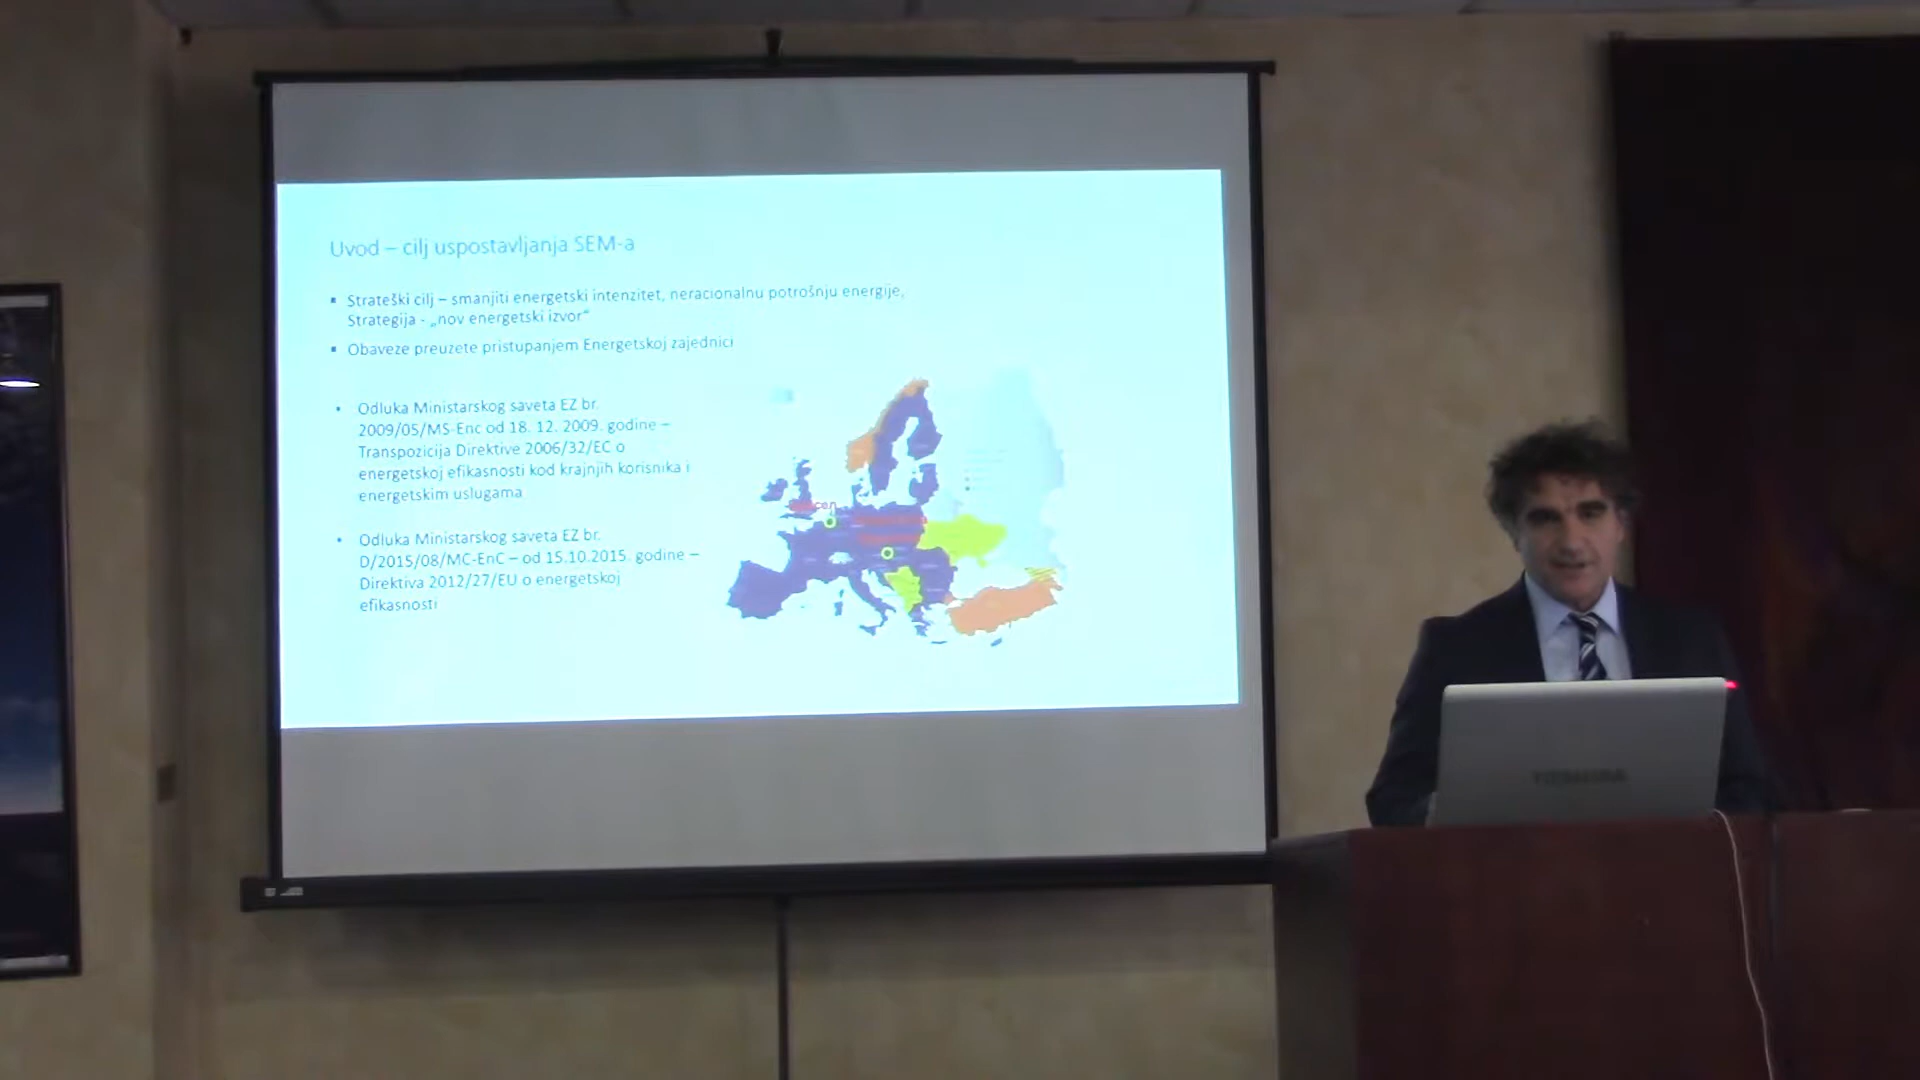 Uvod – cilj uspostavljanja SEM-a
▪ Strateški cilj – smanjiti energetski intenzitet, neracionalnu potrošnju energije,
Strategija - „nov energetski izvor“
▪ Obaveze preuzete pristupanjem Energetskoj zajednici
• Odluka Ministarskog saveta EZ br.
2009/05/MS-Enc od 18. 12. 2009. godine –
Transpozicija Direktive 2006/32/EC o
energetskoj efikasnosti kod krajnjih korisnika i
energetskim uslugama
• Odluka Ministarskog saveta EZ br.
D/2015/08/MC-EnC – od 15.10.2015. godine –
Direktiva 2012/27/EU o energetskoj
efikasnosti
TOSHIBA